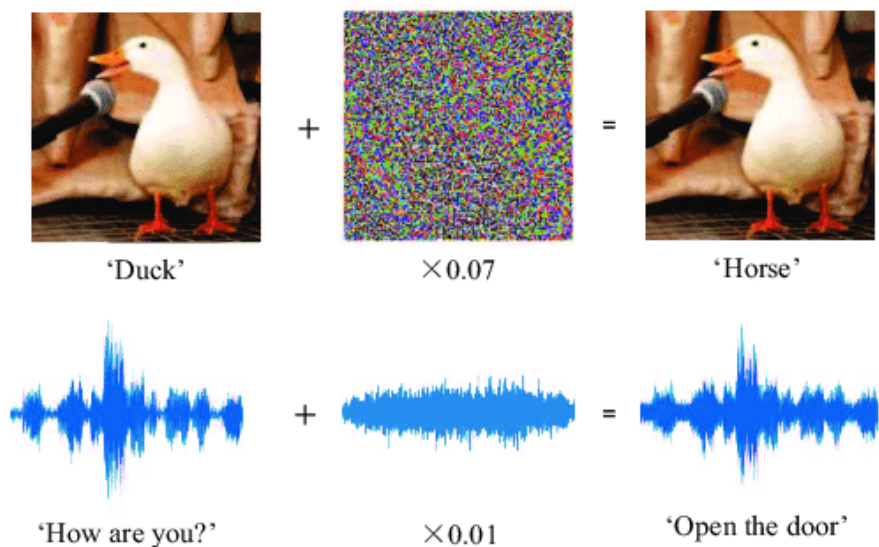 + =
‘Duck’ ×0.07 ‘Horse’
+ =
‘How are you?’ ×0.01 ‘Open the door’